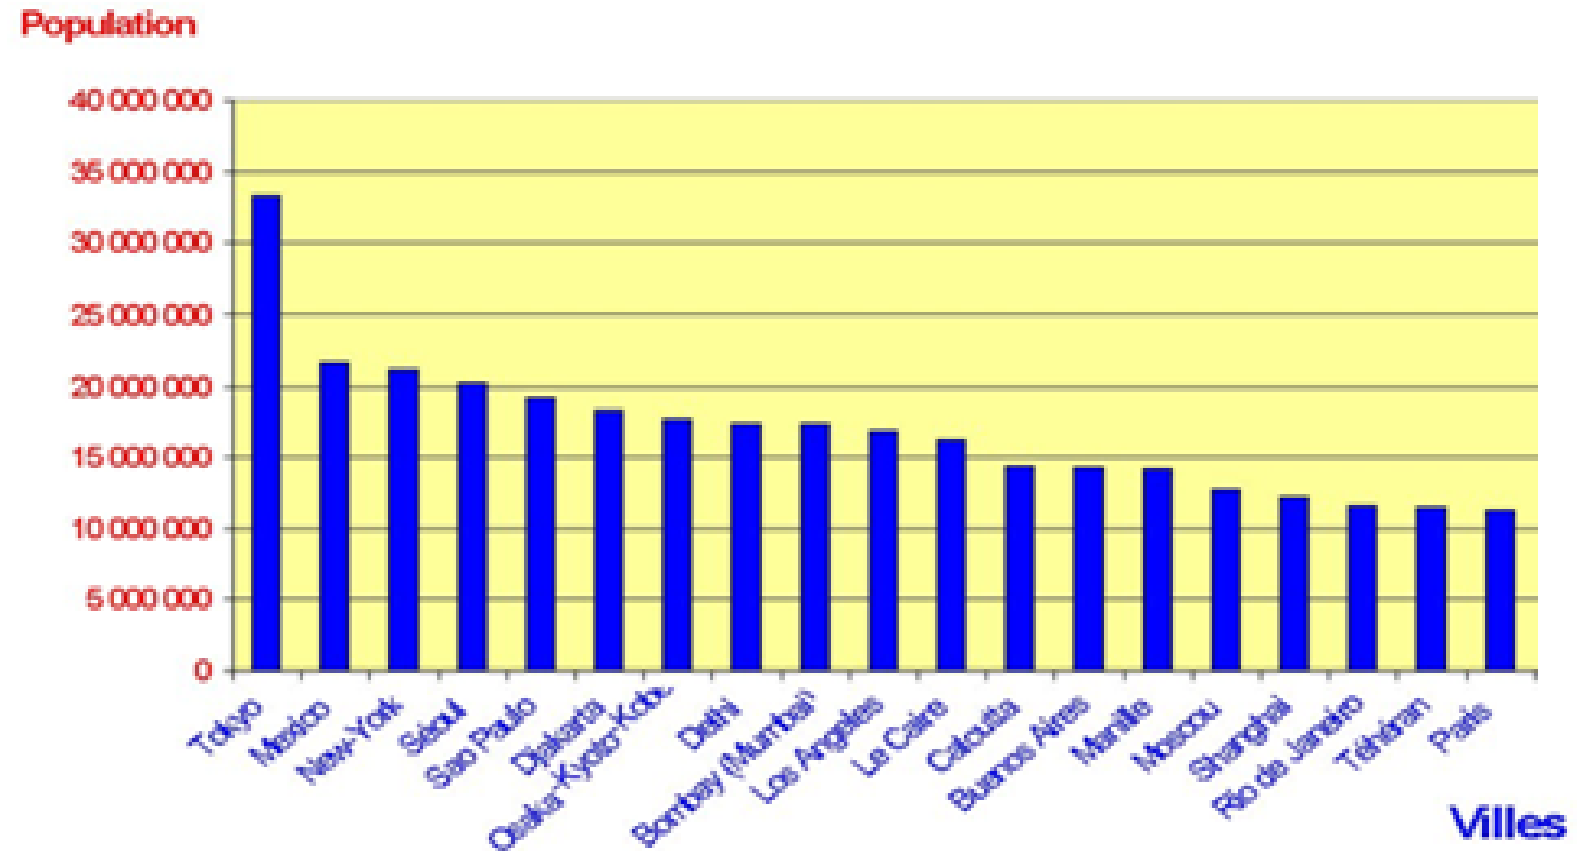 Population
40 000 000
35 000 000
30 000 000
25 000 000
20 000 000
15 000 000
10 000 000
5 000 000
0
Tokyo
Mexico
New-York
Séoul
Sao Paulo
Djakarta
Osaka-Kyoto-Kobe
Delhi
Bombay (Mumbai)
Los Angeles
Le Caire
Calcutta
Buenos Aires
Manille
Moscou
Shanghai
Rio de Janeiro
Téhéran
Paris
Villes